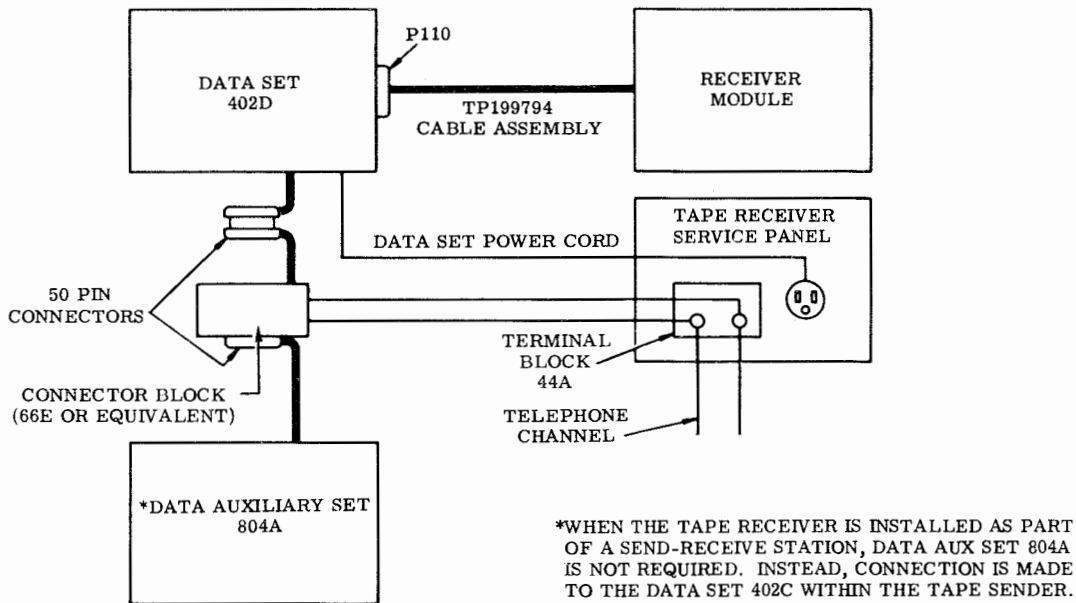 P110
DATA SET
402D
TP199794
CABLE ASSEMBLY
RECEIVER
MODULE
TAPE RECEIVER
SERVICE PANEL
DATA SET POWER CORD
50 PIN
CONNECTORS
TERMINAL
BLOCK
44A
CONNECTOR BLOCK
(66E OR EQUIVALENT)
TELEPHONE
CHANNEL
*DATA AUXILIARY SET
804A
*WHEN THE TAPE RECEIVER IS INSTALLED AS PART
OF A SEND-RECEIVE STATION, DATA AUX SET 804A
IS NOT REQUIRED. INSTEAD, CONNECTION IS MADE
TO THE DATA SET 402C WITHIN THE TAPE SENDER.